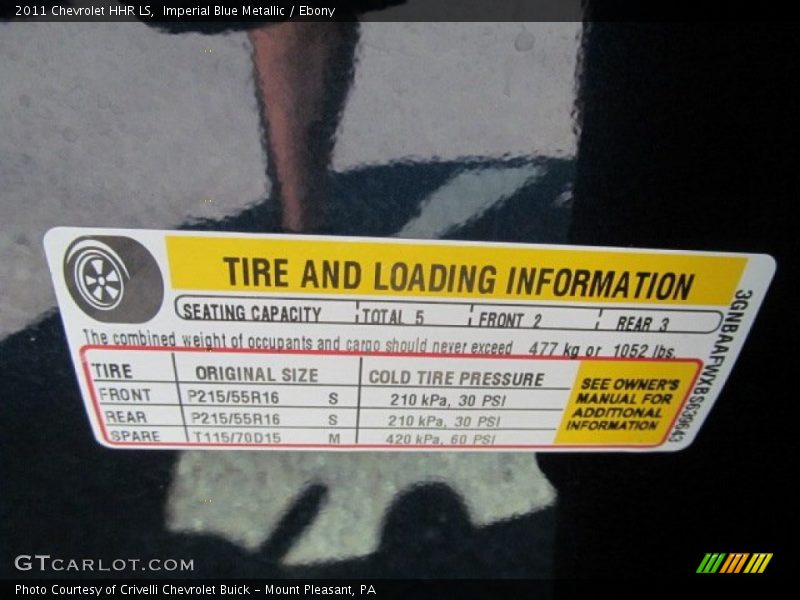 2011 Chevrolet HHR LS, Imperial Blue Metallic / Ebony
TIRE AND LOADING INFORMATION
SEATING CAPACITY TOTAL 5 FRONT 2 REAR 3
The combined weight of occupants and cargo should never exceed 477 kg or 1052 lbs.
TIRE ORIGINAL SIZE COLD TIRE PRESSURE
FRONT P215/55R16 S 210 kPa, 30 PSI
REAR P215/55R16 S 210 kPa, 30 PSI
SPARE T115/70D15 M 420 kPa, 60 PSI
SEE OWNER'S
MANUAL FOR
ADDITIONAL
INFORMATION
3GNBAAFWXBS639643
GTCARLOT.COM
Photo Courtesy of Crivelli Chevrolet Buick - Mount Pleasant, PA